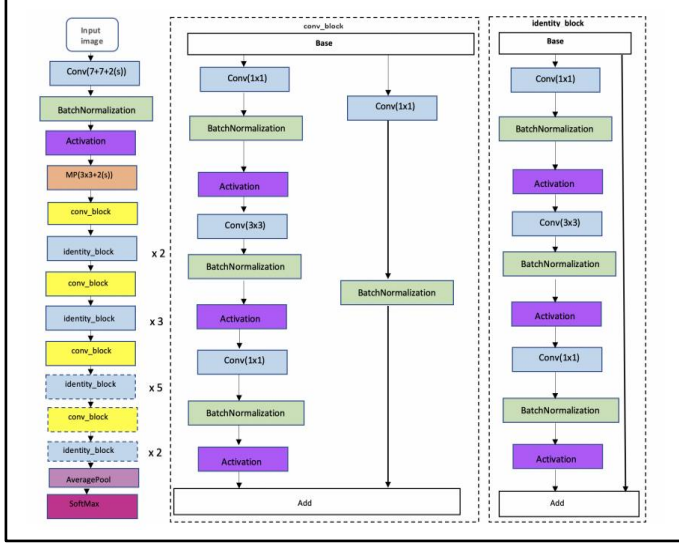 Input
image
Conv(7+7+2(s))
BatchNormalization
Activation
MP(3x3+2(s))
conv_block
identity_block
x 2
conv_block
identity_block
x 3
conv_block
identity_block
x 5
conv_block
identity_block
x 2
AveragePool
SoftMax
conv_block
Base
Conv(1x1)
BatchNormalization
Activation
Conv(3x3)
BatchNormalization
Activation
Conv(1x1)
BatchNormalization
Activation
Conv(1x1)
BatchNormalization
Add
identity_block
Base
Conv(1x1)
BatchNormalization
Activation
Conv(3x3)
BatchNormalization
Activation
Conv(1x1)
BatchNormalization
Activation
Add